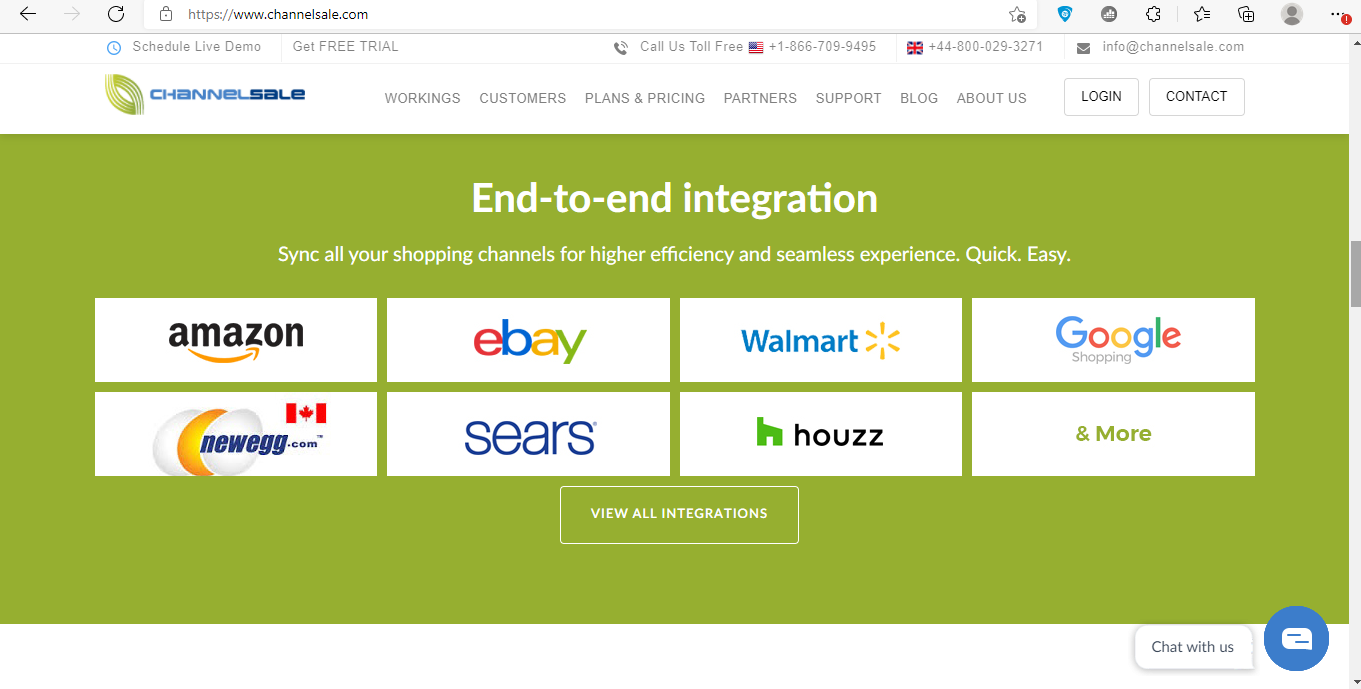 https://www.channelsale.com
Schedule Live Demo
Get FREE TRIAL
Call Us Toll Free +1-866-709-9495
+44-800-029-3271
info@channelsale.com
CHANNELSALE
WORKINGS CUSTOMERS PLANS & PRICING PARTNERS SUPPORT BLOG ABOUT US LOGIN CONTACT
End-to-end integration
Sync all your shopping channels for higher efficiency and seamless experience. Quick. Easy.
amazon
ebay
Walmart
Google
Shopping
newegg.com™
sears®
houzz
& More
VIEW ALL INTEGRATIONS
Chat with us